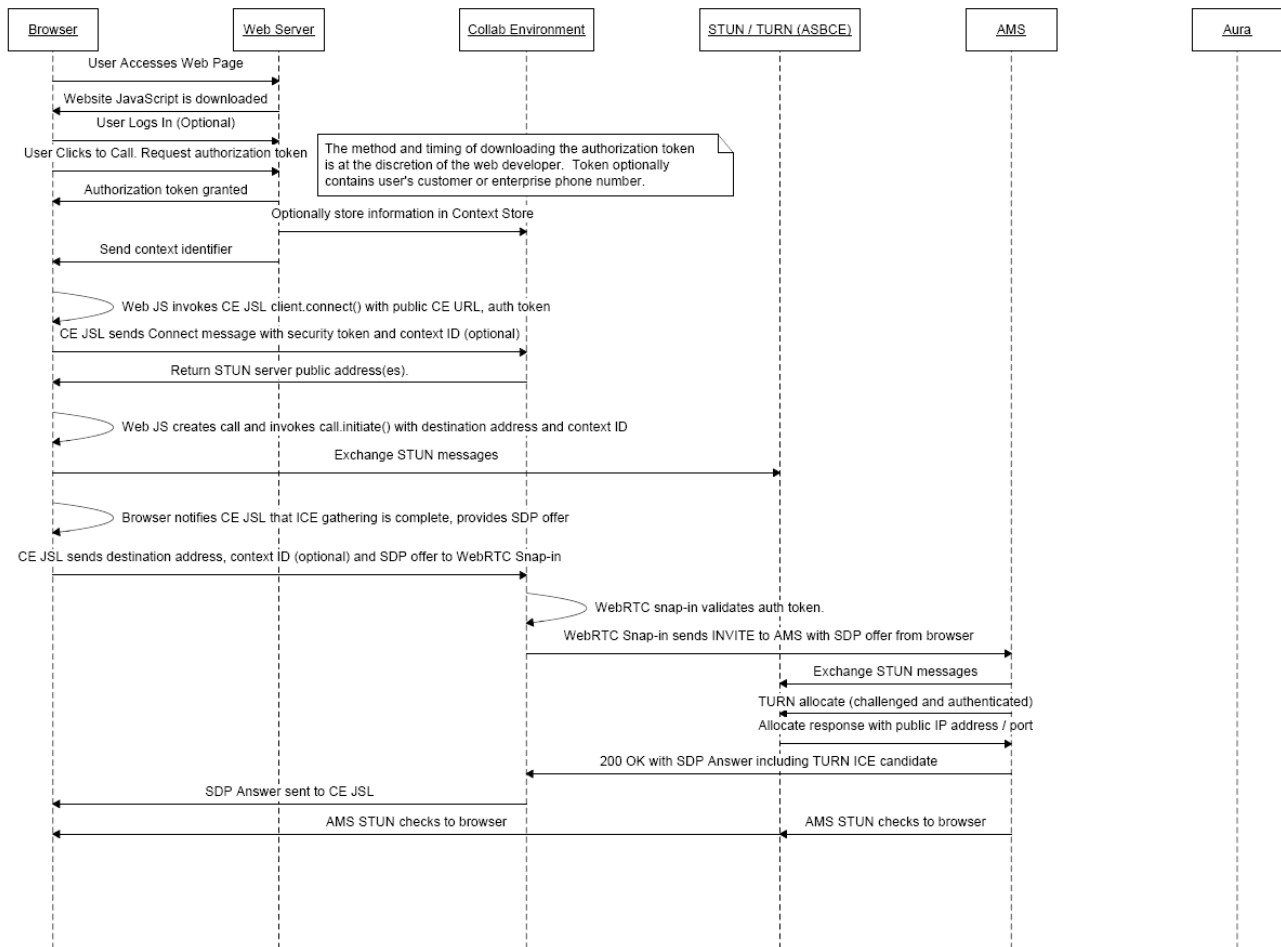 Browser
Web Server
Collab Environment
STUN / TURN (ASBCE)
AMS
Aura
User Accesses Web Page
Website JavaScript is downloaded
User Logs In (Optional)
User Clicks to Call. Request authorization token
The method and timing of downloading the authorization token
is at the discretion of the web developer.  Token optionally
contains user's customer or enterprise phone number.
Authorization token granted
Optionally store information in Context Store
Send context identifier
Web JS invokes CE JSL client.connect() with public CE URL, auth token
CE JSL sends Connect message with security token and context ID (optional)
Return STUN server public address(es).
Web JS creates call and invokes call.initiate() with destination address and context ID
Exchange STUN messages
Browser notifies CE JSL that ICE gathering is complete, provides SDP offer
CE JSL sends destination address, context ID (optional) and SDP offer to WebRTC Snap-in
WebRTC snap-in validates auth token.
WebRTC Snap-in sends INVITE to AMS with SDP offer from browser
Exchange STUN messages
TURN allocate (challenged and authenticated)
Allocate response with public IP address / port
200 OK with SDP Answer including TURN ICE candidate
SDP Answer sent to CE JSL
AMS STUN checks to browser
AMS STUN checks to browser